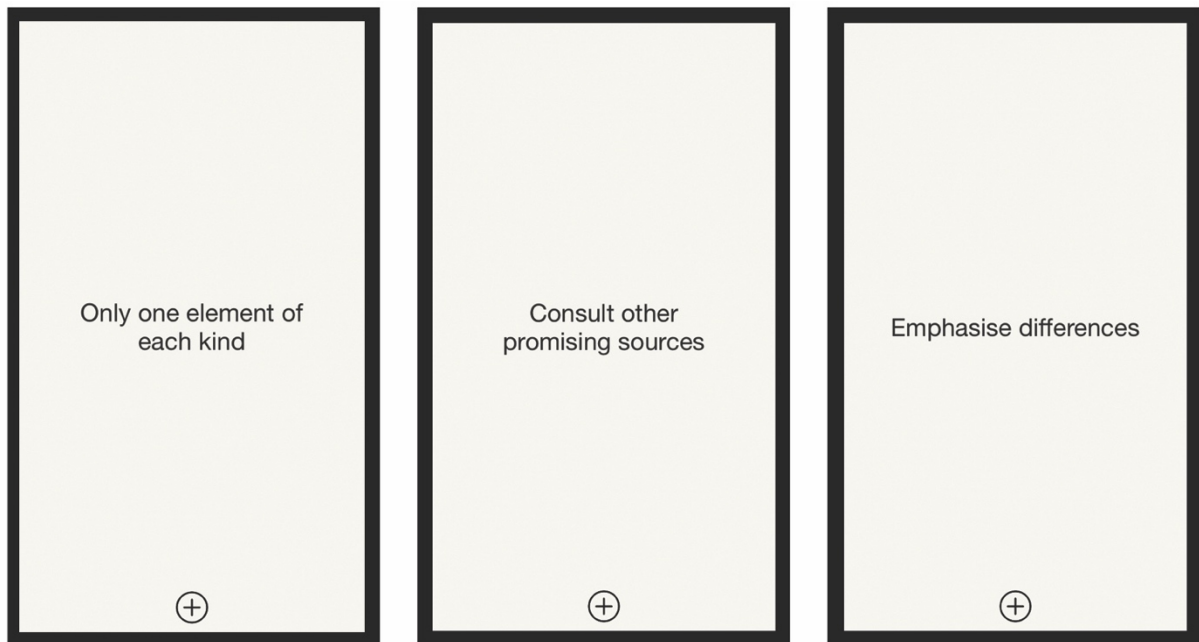 Only one element of
each kind
Consult other
promising sources
Emphasise differences